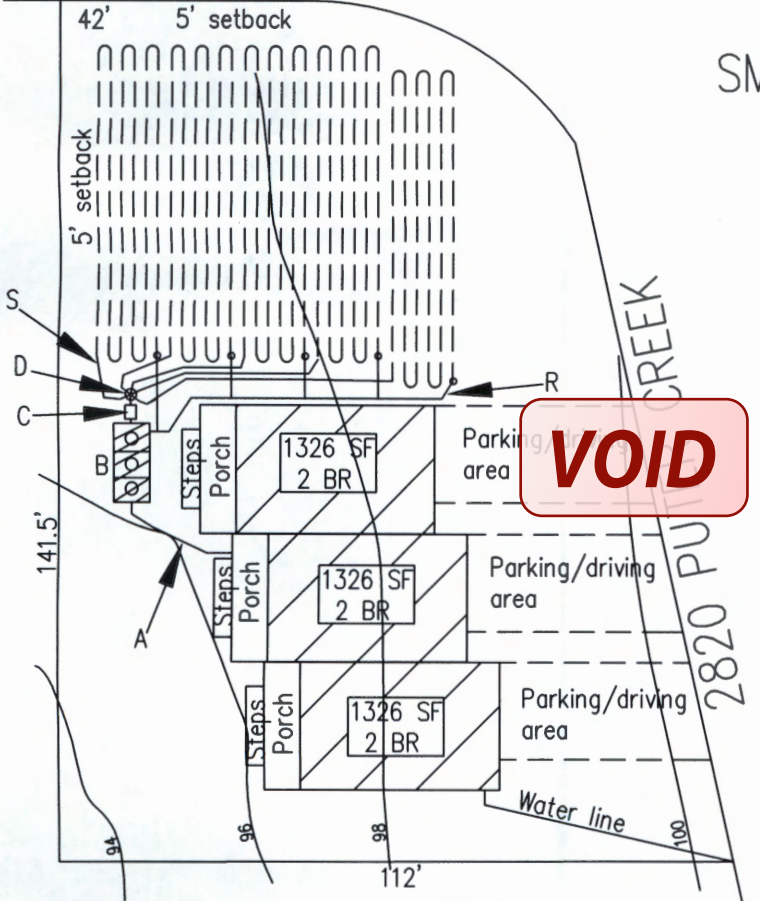 42' 5' setback
SM
5' setback
S
D
C
B
R
A
Steps
Porch
1326 SF
2 BR
Parking/driving
area
VOID
Steps
Porch
1326 SF
2 BR
Parking/driving
area
Steps
Porch
1326 SF
2 BR
Parking/driving
area
141.5'
2820 CREEK
Water line
94
96
98
100
112'